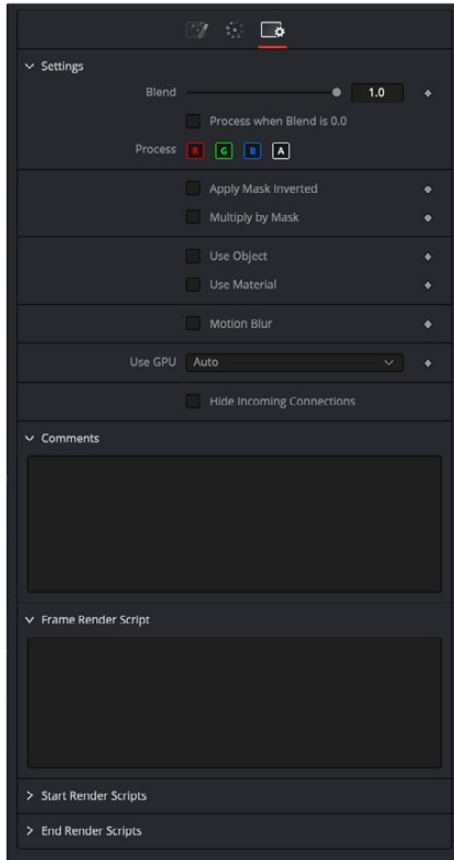 Settings
Blend 1.0
Process when Blend is 0.0
Process R G B A
Apply Mask Inverted
Multiply by Mask
Use Object
Use Material
Motion Blur
Use GPU Auto
Hide Incoming Connections
Comments
Frame Render Script
Start Render Scripts
End Render Scripts